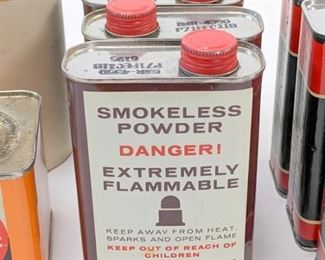 SMOKELESS
POWDER
DANGER!
EXTREMELY
FLAMMABLE
KEEP AWAY FROM HEAT,
SPARKS AND OPEN FLAME
KEEP OUT OF REACH OF
CHILDREN